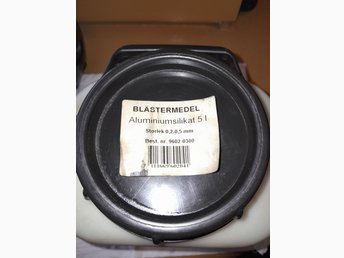 BLÄSTERMEDEL
Aluminiumsilikat 5 l
Storlek 0,2-0,5 mm
Best. nr. 9602 0300